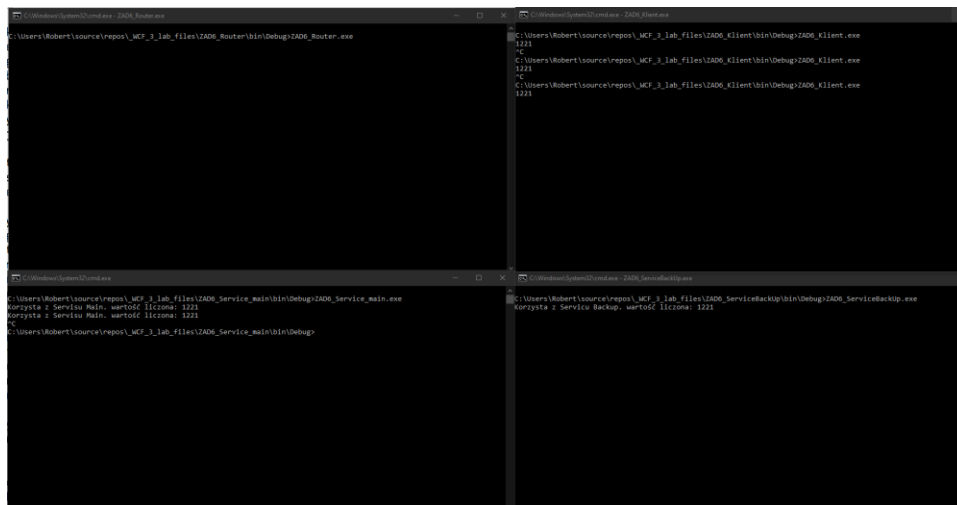 C:\Windows\System32\cmd.exe - ZAD6_Router.exe
C:\Users\Robert\source\repos\_WCF_3_lab_files\ZAD6_Router\bin\Debug>ZAD6_Router.exe
C:\Windows\System32\cmd.exe - ZAD6_Klient.exe
C:\Users\Robert\source\repos\_WCF_3_lab_files\ZAD6_Klient\bin\Debug>ZAD6_Klient.exe
1221
^C
C:\Users\Robert\source\repos\_WCF_3_lab_files\ZAD6_Klient\bin\Debug>ZAD6_Klient.exe
1221
^C
C:\Users\Robert\source\repos\_WCF_3_lab_files\ZAD6_Klient\bin\Debug>ZAD6_Klient.exe
1221
C:\Windows\System32\cmd.exe
C:\Users\Robert\source\repos\_WCF_3_lab_files\ZAD6_Service_main\bin\Debug>ZAD6_Service_main.exe
Korzysta z Servisu Main. wartość liczona: 1221
Korzysta z Servisu Main. wartość liczona: 1221
^C
C:\Users\Robert\source\repos\_WCF_3_lab_files\ZAD6_Service_main\bin\Debug>
C:\Windows\System32\cmd.exe - ZAD6_ServiceBackUp.exe
C:\Users\Robert\source\repos\_WCF_3_lab_files\ZAD6_ServiceBackUp\bin\Debug>ZAD6_ServiceBackUp.exe
Korzysta z Servicu Backup. wartość liczona: 1221